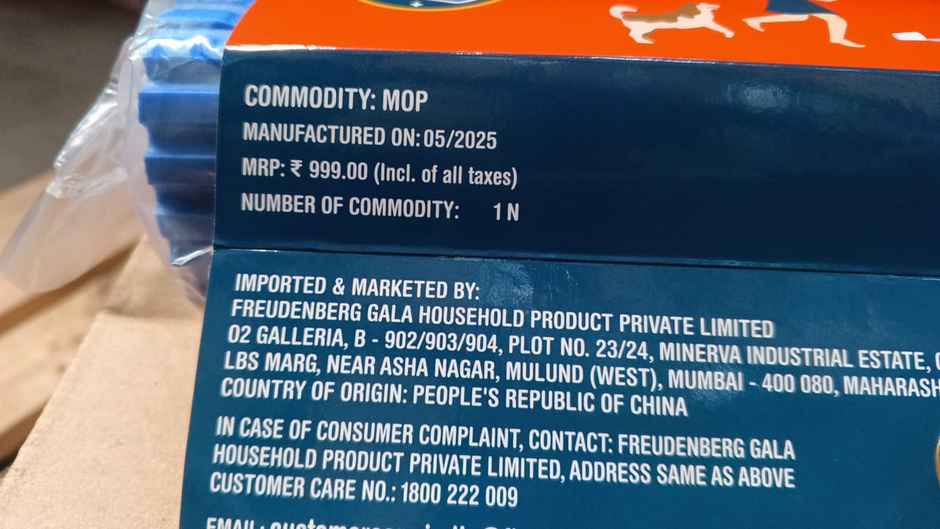 COMMODITY: MOP
MANUFACTURED ON: 05/2025
MRP: ₹ 999.00 (Incl. of all taxes)
NUMBER OF COMMODITY: 1 N
IMPORTED & MARKETED BY:
FREUDENBERG GALA HOUSEHOLD PRODUCT PRIVATE LIMITED
O2 GALLERIA, B - 902/903/904, PLOT NO. 23/24, MINERVA INDUSTRIAL ESTATE,
LBS MARG, NEAR ASHA NAGAR, MULUND (WEST), MUMBAI - 400 080, MAHARASH
COUNTRY OF ORIGIN: PEOPLE'S REPUBLIC OF CHINA
IN CASE OF CONSUMER COMPLAINT, CONTACT: FREUDENBERG GALA
HOUSEHOLD PRODUCT PRIVATE LIMITED, ADDRESS SAME AS ABOVE
CUSTOMER CARE NO.: 1800 222 009
EMAIL: